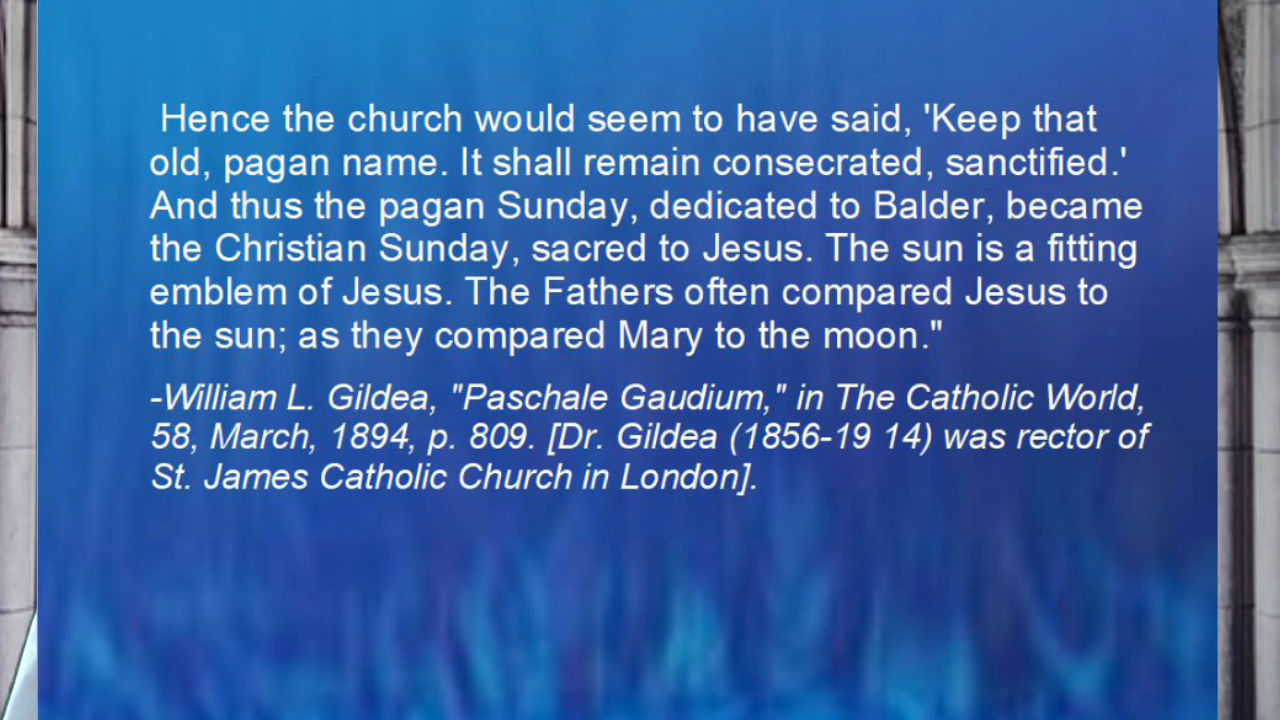 Hence the church would seem to have said, 'Keep that
old, pagan name. It shall remain consecrated, sanctified.'
And thus the pagan Sunday, dedicated to Balder, became
the Christian Sunday, sacred to Jesus. The sun is a fitting
emblem of Jesus. The Fathers often compared Jesus to
the sun; as they compared Mary to the moon."
-William L. Gildea, "Paschale Gaudium," in The Catholic World,
58, March, 1894, p. 809. [Dr. Gildea (1856-19 14) was rector of
St. James Catholic Church in London].